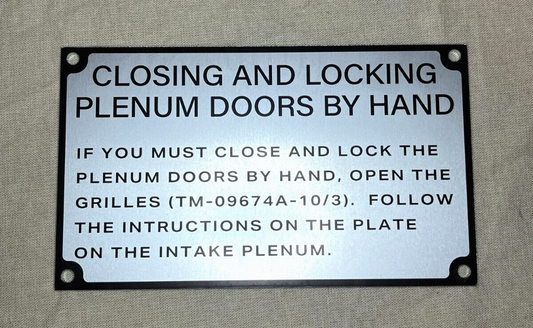 CLOSING AND LOCKING
PLENUM DOORS BY HAND
IF YOU MUST CLOSE AND LOCK THE
PLENUM DOORS BY HAND, OPEN THE
GRILLES (TM-09674A-10/3). FOLLOW
THE INTRUCTIONS ON THE PLATE
ON THE INTAKE PLENUM.